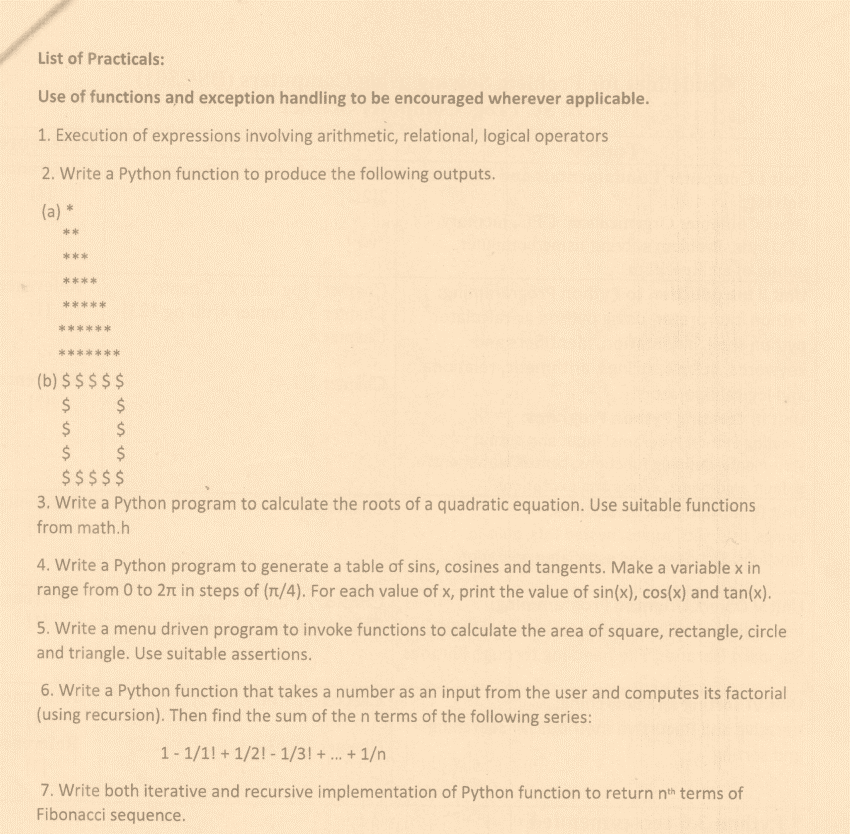 List of Practicals:
Use of functions and exception handling to be encouraged wherever applicable.
1. Execution of expressions involving arithmetic, relational, logical operators
2. Write a Python function to produce the following outputs.
(a) *
**
***
****
*****
******
*******
(b) $ $ $ $ $
$ $
$ $
$ $
$ $ $ $ $
3. Write a Python program to calculate the roots of a quadratic equation. Use suitable functions
from math.h
4. Write a Python program to generate a table of sins, cosines and tangents. Make a variable x in
range from 0 to 2π in steps of (π/4). For each value of x, print the value of sin(x), cos(x) and tan(x).
5. Write a menu driven program to invoke functions to calculate the area of square, rectangle, circle
and triangle. Use suitable assertions.
6. Write a Python function that takes a number as an input from the user and computes its factorial
(using recursion). Then find the sum of the n terms of the following series:
1 - 1/1! + 1/2! - 1/3! + ... + 1/n
7. Write both iterative and recursive implementation of Python function to return nᵗʰ terms of
Fibonacci sequence.